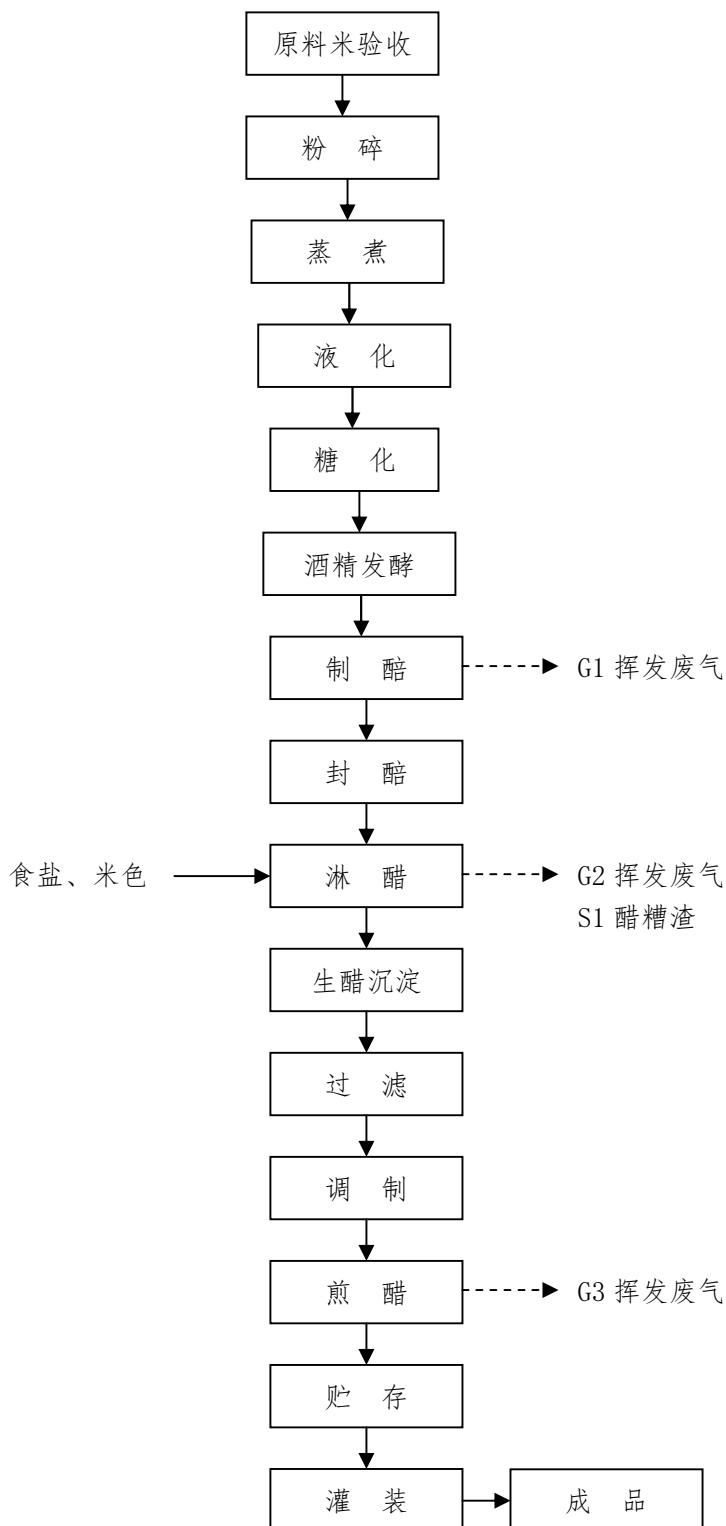 原料米验收
粉 碎
蒸 煮
液 化
糖 化
酒精发酵
制 醅
G1 挥发废气
封 醅
食盐、米色
淋 醋
G2 挥发废气
S1 醋糟渣
生醋沉淀
过 滤
调 制
煎 醋
G3 挥发废气
贮 存
灌 装
成 品